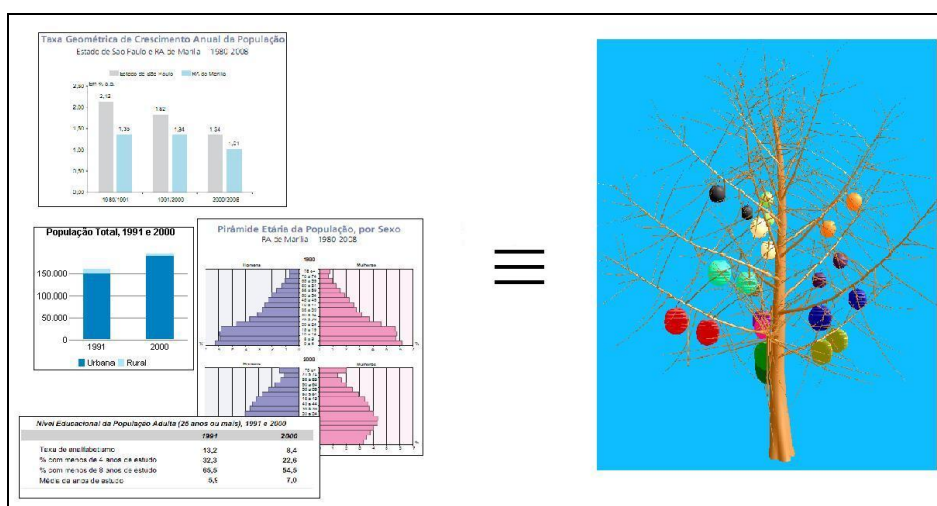 Taxa Geométrica de Crescimento Anual da População
Estado de São Paulo e RA de Marília 1980-2008
Em % a.a.
Estado de São Paulo RA de Marília
2,50
2,00
1,50
1,00
0,50
0,00
2,12
1,35
1,82
1,34
1,34
1,01
1980/1991 1991/2000 2000/2008
População Total, 1991 e 2000
150.000
100.000
50.000
0
1991 2000
Urbana Rural
Pirâmide Etária da População, por Sexo
RA de Marília 1980-2008
1980
Homens Mulheres
2008
Mulheres
Nível Educacional da População Adulta (25 anos ou mais), 1991 e 2000
1991 2000
Taxa de analfabetismo 13,2 8,4
% com menos de 4 anos de estudo 32,3 22,6
% com menos de 8 anos de estudo 65,5 54,5
Média de anos de estudo 5,9 7,0